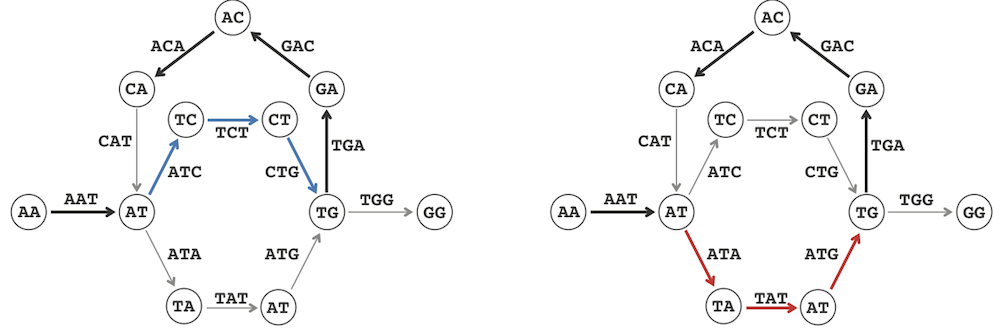 AC AC
ACA GAC ACA GAC
CA GA CA GA
TC CT TC CT
TCT TCT
CAT TGA CAT TGA
ATC CTG ATC CTG
AAT TGG AAT TGG
AA AT TG GG AA AT TG GG
ATA ATG ATA ATG
TAT TAT
TA AT TA AT